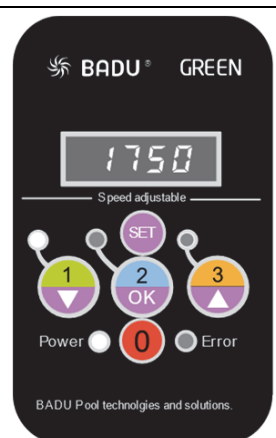 BADU® GREEN
1750
Speed adjustable
SET
1 2 3
OK
Power 0 Error
BADU Pool technolgies and solutions.